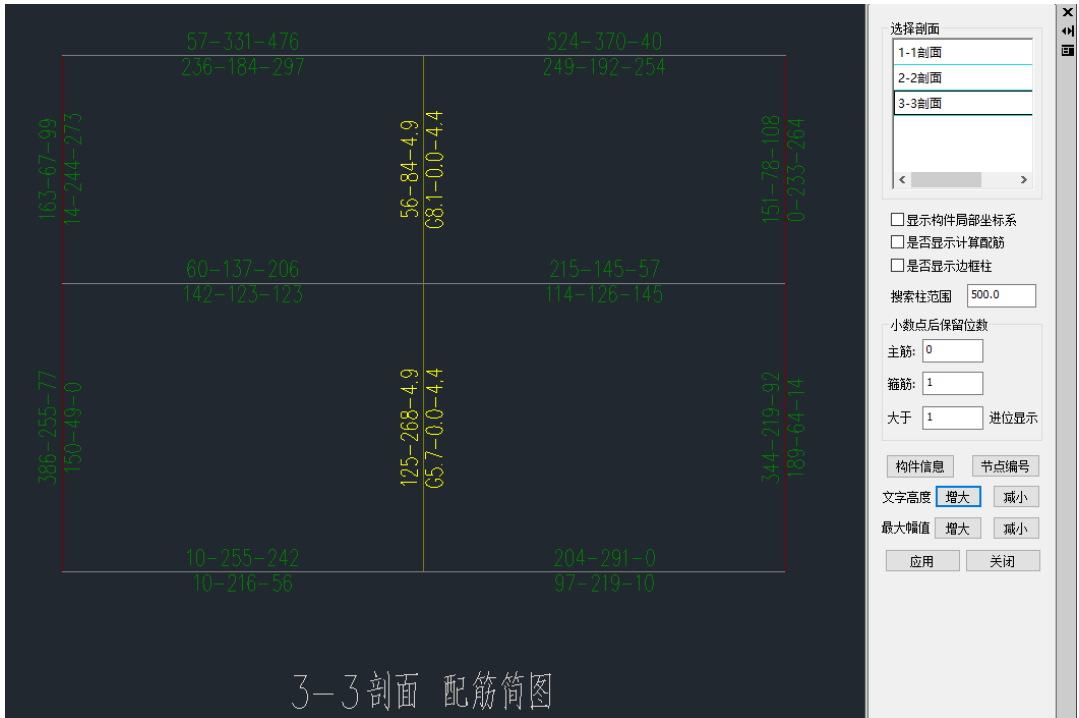 57-331-476
236-184-297
524-370-40
249-192-254
163-67-99
14-244-273
56-84-4.9
G8.1-0.0-4.4
151-78-108
0-233-264
60-137-206
142-123-123
215-145-57
114-126-145
386-255-77
150-49-0
125-268-4.9
G5.7-0.0-4.4
344-219-92
189-64-14
10-255-242
10-216-56
204-291-0
97-219-10
3-3剖面 配筋简图
选择剖面
1-1剖面
2-2剖面
3-3剖面
显示构件局部坐标系
是否显示计算配筋
是否显示边框柱
搜索柱范围 500.0
小数点后保留位数
主筋: 0
箍筋: 1
大于 1 进位显示
构件信息 节点编号
文字高度 增大 减小
最大幅值 增大 减小
应用 关闭